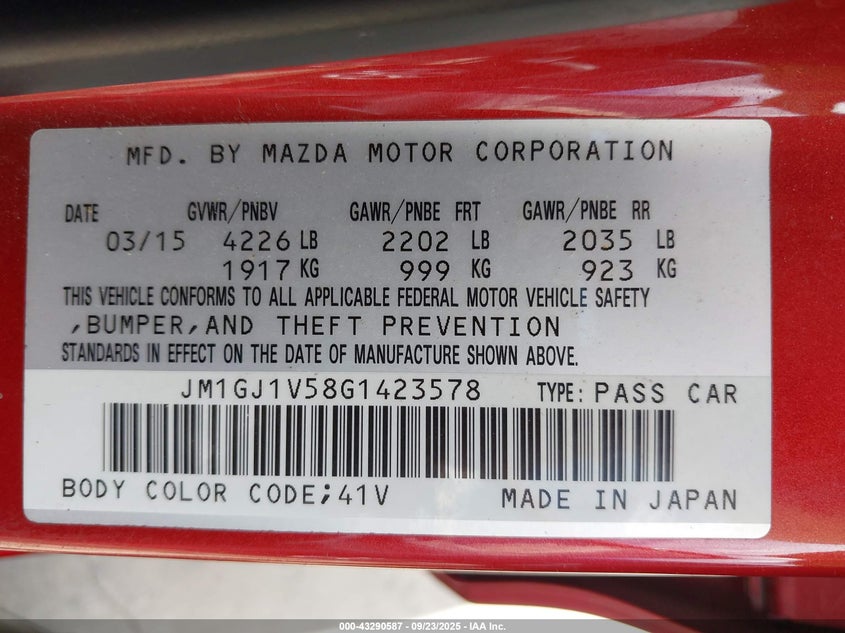 MFD. BY MAZDA MOTOR CORPORATION
DATE GVWR/PNBV GAWR/PNBE FRT GAWR/PNBE RR
03/15 4226 LB 2202 LB 2035 LB
1917 KG 999 KG 923 KG
THIS VEHICLE CONFORMS TO ALL APPLICABLE FEDERAL MOTOR VEHICLE SAFETY
,BUMPER,AND THEFT PREVENTION
STANDARDS IN EFFECT ON THE DATE OF MANUFACTURE SHOWN ABOVE.
JM1GJ1V58G1423578 TYPE: PASS CAR
BODY COLOR CODE;41V MADE IN JAPAN
000-43290587 - 09/23/2025 - IAA Inc.